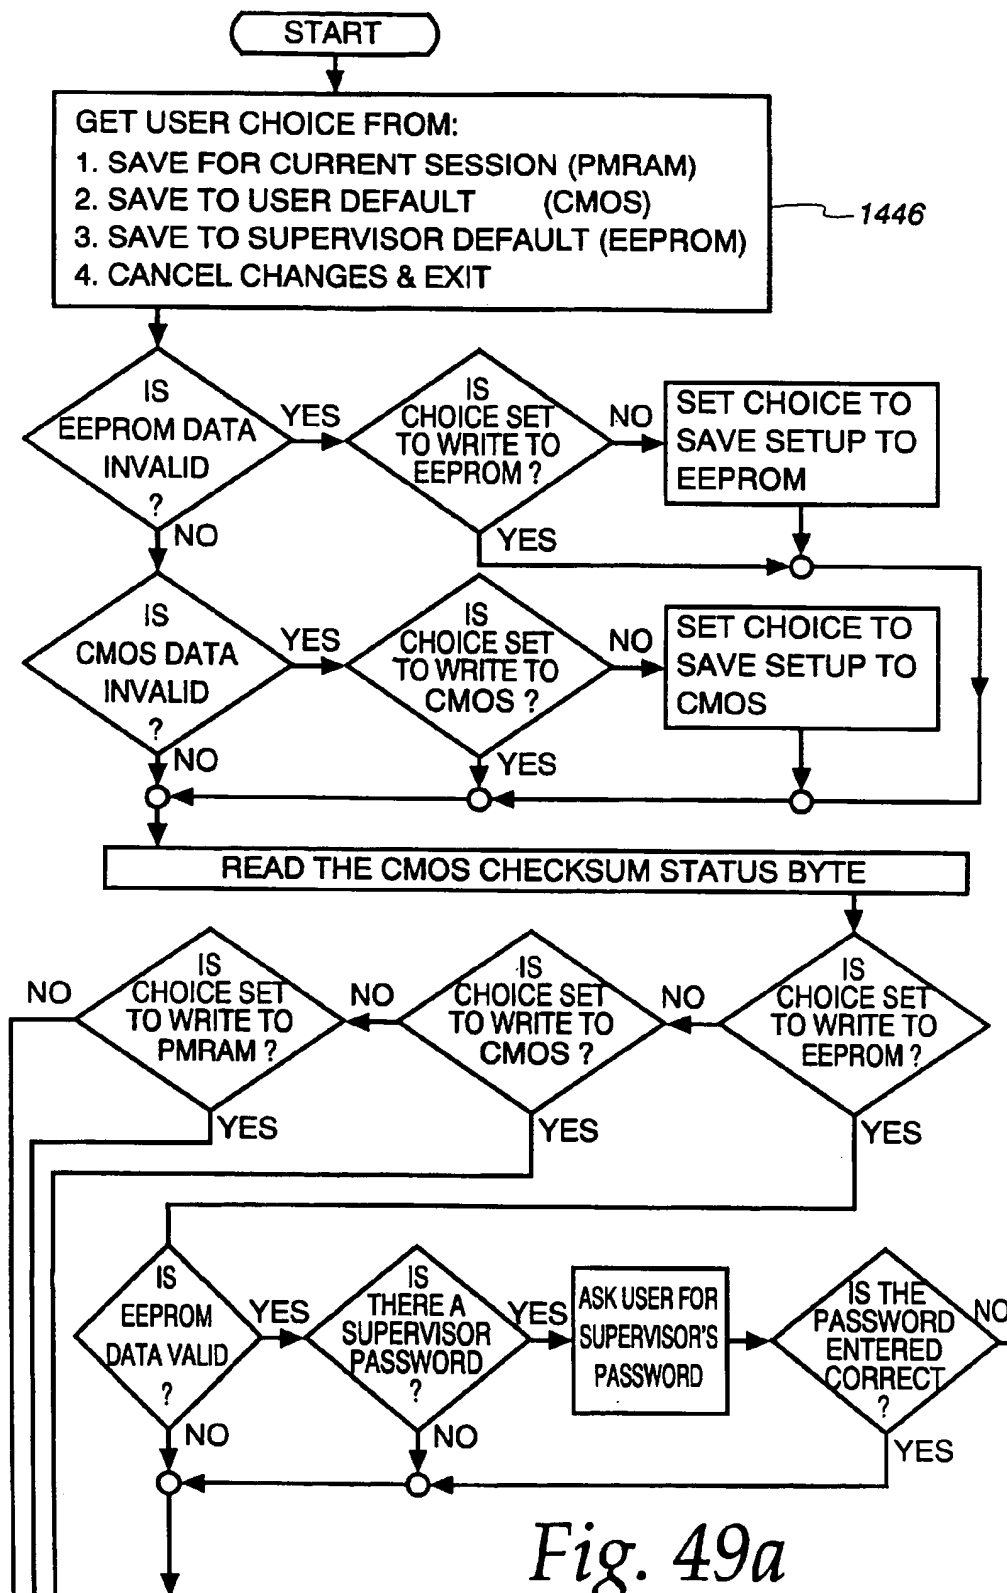 START
GET USER CHOICE FROM:
1. SAVE FOR CURRENT SESSION (PMRAM)
2. SAVE TO USER DEFAULT (CMOS)
3. SAVE TO SUPERVISOR DEFAULT (EEPROM)
4. CANCEL CHANGES & EXIT
1446
IS
EEPROM DATA
INVALID
?
YES
NO
IS
CHOICE SET
TO WRITE TO
EEPROM ?
NO
YES
SET CHOICE TO
SAVE SETUP TO
EEPROM
IS
CMOS DATA
INVALID
?
YES
NO
IS
CHOICE SET
TO WRITE TO
CMOS ?
NO
YES
SET CHOICE TO
SAVE SETUP TO
CMOS
READ THE CMOS CHECKSUM STATUS BYTE
NO
IS
CHOICE SET
TO WRITE TO
PMRAM ?
YES
NO
IS
CHOICE SET
TO WRITE TO
CMOS ?
YES
NO
IS
CHOICE SET
TO WRITE TO
EEPROM ?
YES
IS
EEPROM
DATA VALID
?
YES
NO
IS
THERE A
SUPERVISOR
PASSWORD
?
YES
NO
ASK USER FOR
SUPERVISOR'S
PASSWORD
IS THE
PASSWORD
ENTERED
CORRECT
?
NO
YES
Fig. 49a